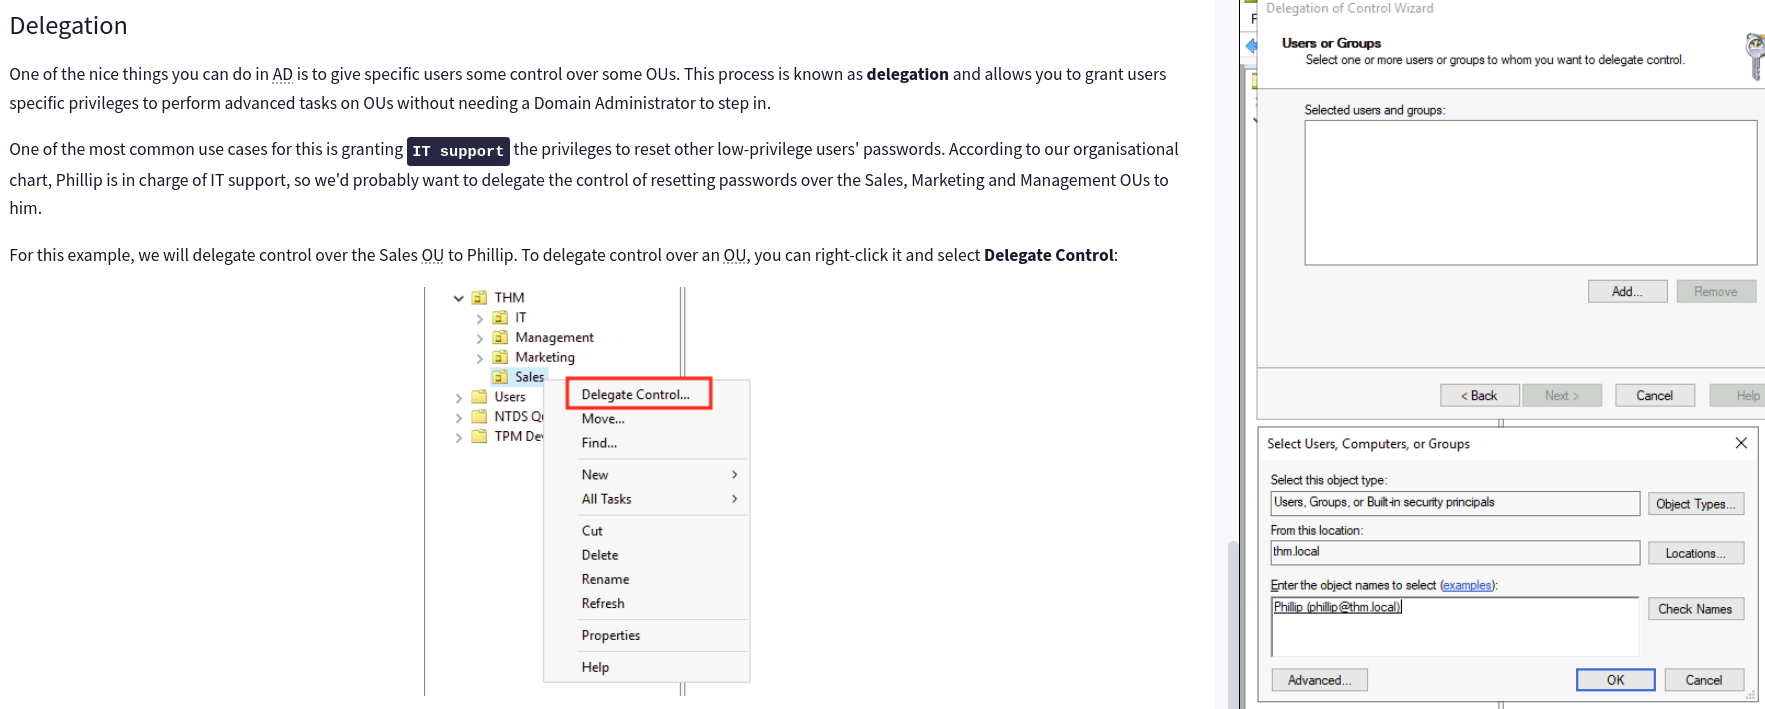 Delegation
One of the nice things you can do in AD is to give specific users some control over some OUs. This process is known as delegation and allows you to grant users
specific privileges to perform advanced tasks on OUs without needing a Domain Administrator to step in.
One of the most common use cases for this is granting IT support the privileges to reset other low-privilege users' passwords. According to our organisational
chart, Phillip is in charge of IT support, so we'd probably want to delegate the control of resetting passwords over the Sales, Marketing and Management OUs to
him.
For this example, we will delegate control over the Sales OU to Phillip. To delegate control over an OU, you can right-click it and select Delegate Control:
THM
IT
Management
Marketing
Sales
Users
NTDS Qu
TPM Dev
Delegate Control...
Move...
Find...
New
All Tasks
Cut
Delete
Rename
Refresh
Properties
Help
F
Delegation of Control Wizard
Users or Groups
Select one or more users or groups to whom you want to delegate control.
Selected users and groups:
Add...
Remove
< Back
Next >
Cancel
Help
Select Users, Computers, or Groups
Select this object type:
Users, Groups, or Built-in security principals
Object Types...
From this location:
thm.local
Locations...
Enter the object names to select (examples):
Phillip (phillip@thm.local)
Check Names
Advanced...
OK
Cancel